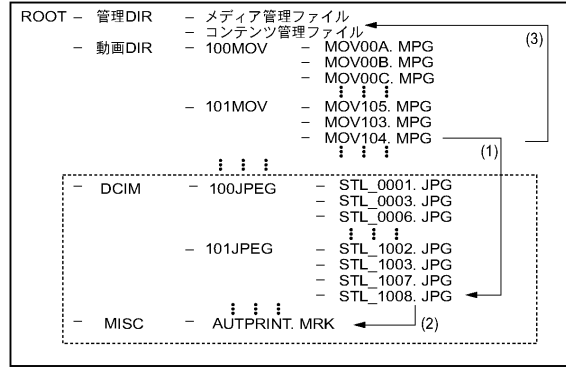 ROOT － 管理DIR － メディア管理ファイル
－ コンテンツ管理ファイル
－ 動画DIR － 100MOV － MOV00A. MPG
(3)
－ MOV00B. MPG
－ MOV00C. MPG
－ 101MOV － MOV105. MPG
－ MOV103. MPG
－ MOV104. MPG
(1)
－ DCIM － 100JPEG － STL_0001. JPG
－ STL_0003. JPG
－ STL_0006. JPG
－ 101JPEG － STL_1002. JPG
－ STL_1003. JPG
－ STL_1007. JPG
－ STL_1008. JPG
－ MISC － AUTPRINT. MRK (2)